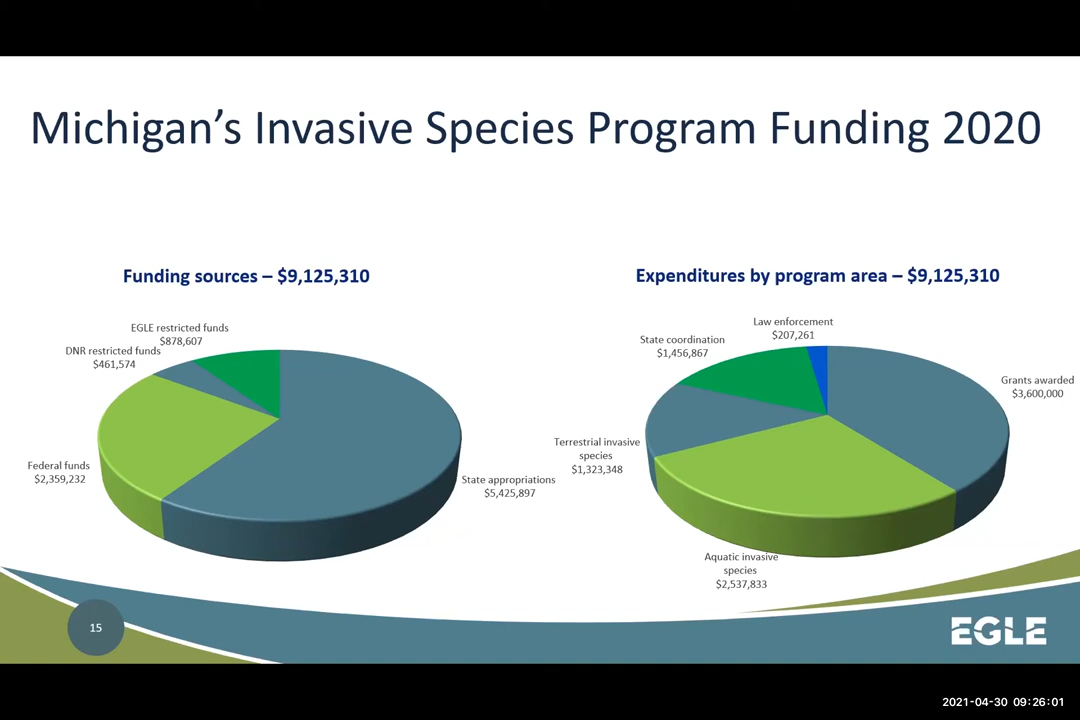 Michigan’s Invasive Species Program Funding 2020
Funding sources – $9,125,310
EGLE restricted funds
$878,607
DNR restricted funds
$461,574
Federal funds
$2,359,232
State appropriations
$5,425,897
Expenditures by program area – $9,125,310
Law enforcement
$207,261
State coordination
$1,456,867
Grants awarded
$3,600,000
Terrestrial invasive
species
$1,323,348
Aquatic invasive
species
$2,537,833
15
EGLE
2021-04-30 09:26:01